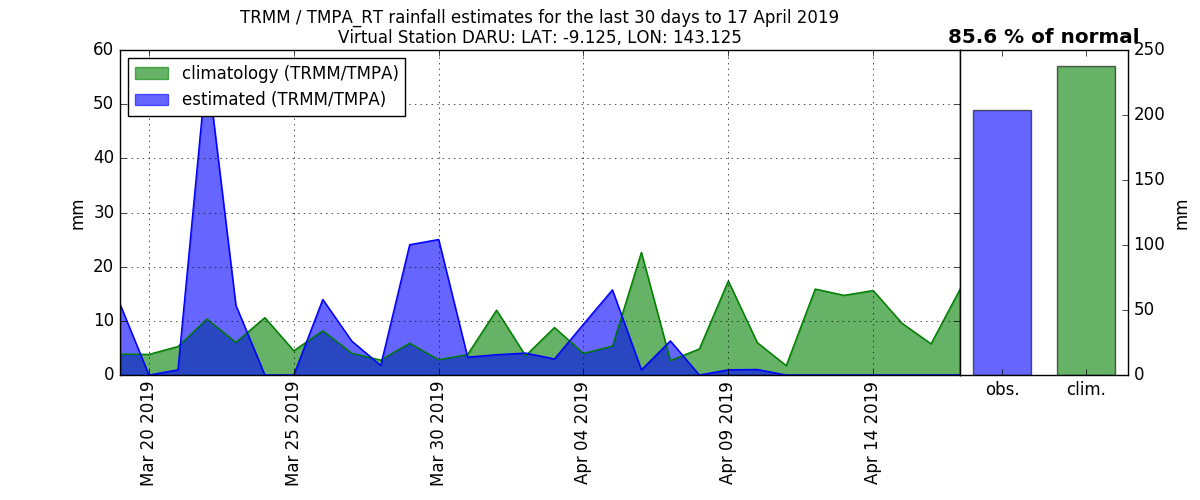 TRMM / TMPA_RT rainfall estimates for the last 30 days to 17 April 2019
Virtual Station DARU: LAT: -9.125, LON: 143.125
85.6 % of normal
climatology (TRMM/TMPA)
estimated (TRMM/TMPA)
60
50
40
30
20
10
0
mm
Mar 20 2019
Mar 25 2019
Mar 30 2019
Apr 04 2019
Apr 09 2019
Apr 14 2019
obs.
clim.
250
200
150
100
50
0
mm